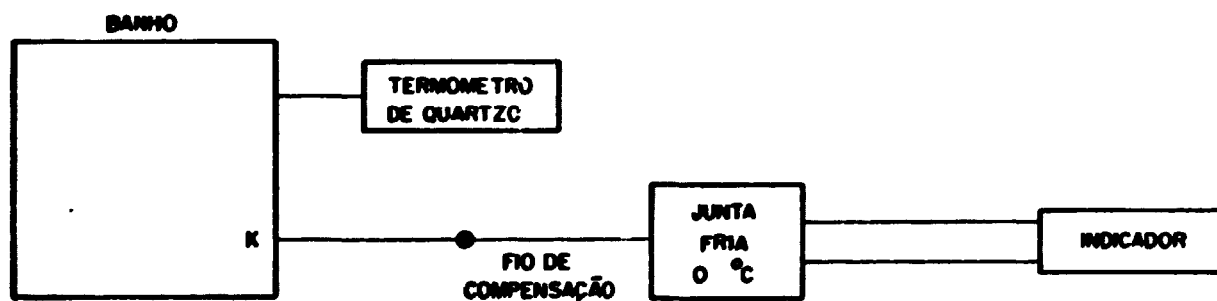 BANHO
TERMOMETRO
DE QUARTZO
K
JUNTA
FRIA
0 °C
FIO DE
COMPENSAÇÃO
INDICADOR